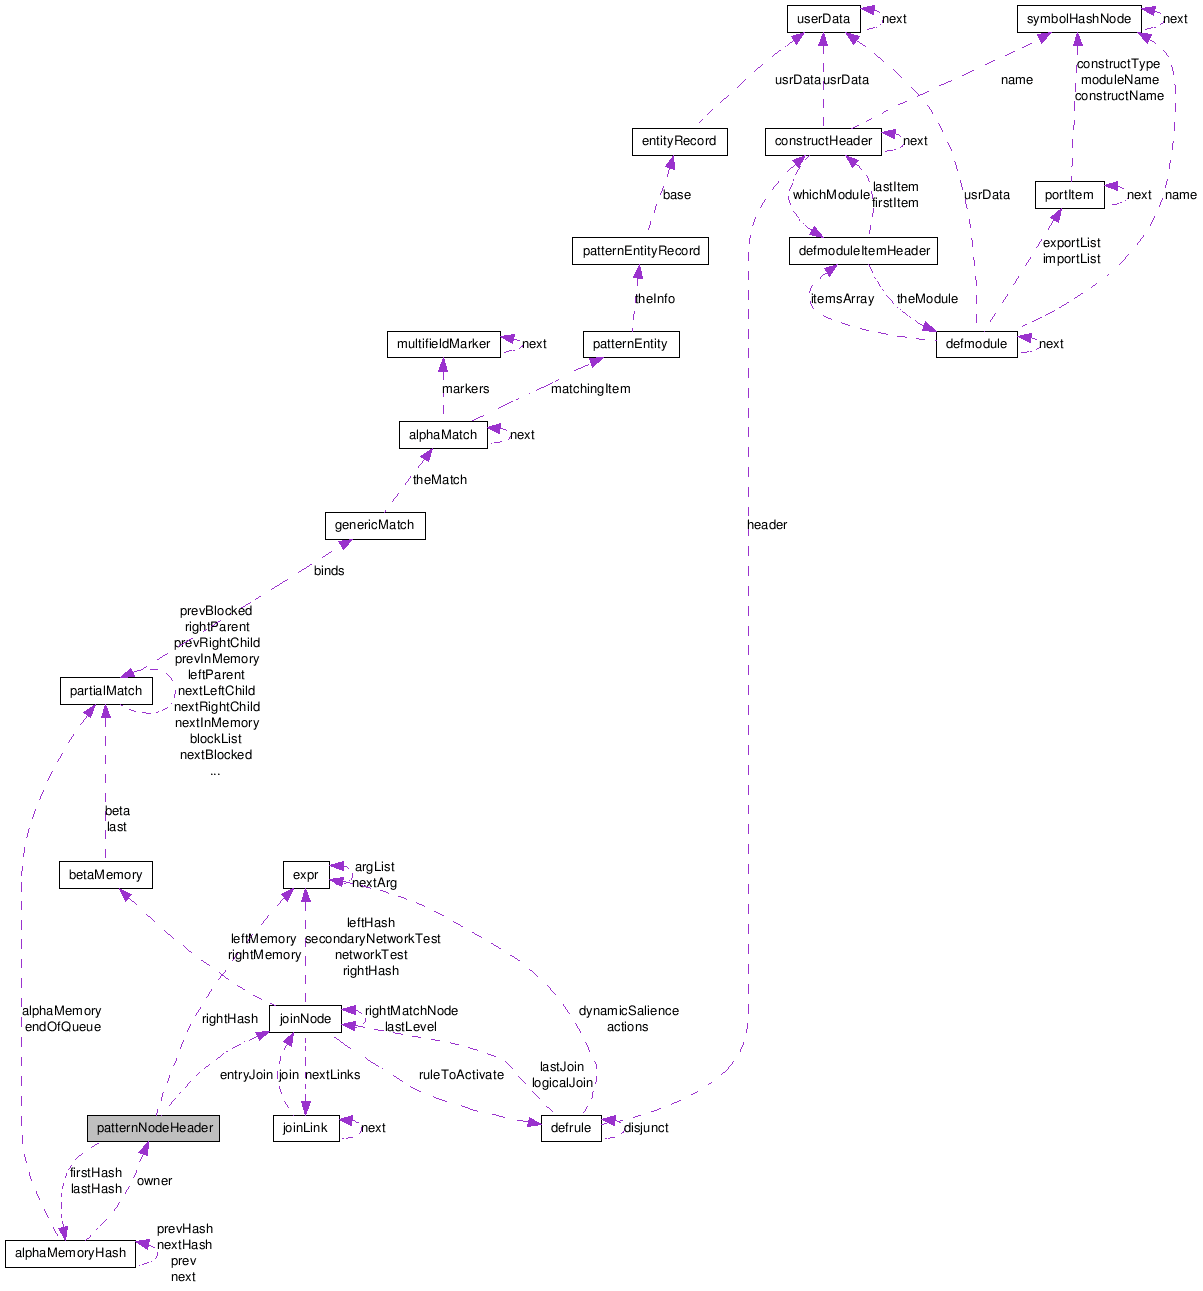 userData
next
symbolHashNode
next
constructType
moduleName
constructName
usrData
usrData
name
entityRecord
constructHeader
next
base
whichModule
lastItem
firstItem
portItem
next
usrData
name
patternEntityRecord
defmoduleItemHeader
exportList
importList
theInfo
itemsArray
theModule
multifieldMarker
next
patternEntity
defmodule
next
markers
matchingItem
alphaMatch
next
theMatch
genericMatch
header
binds
prevBlocked
rightParent
prevRightChild
prevInMemory
leftParent
nextLeftChild
nextRightChild
nextInMemory
blockList
nextBlocked
...
partialMatch
beta
last
betaMemory
expr
argList
nextArg
leftMemory
rightMemory
leftHash
secondaryNetworkTest
networkTest
rightHash
alphaMemory
endOfQueue
rightHash
joinNode
rightMatchNode
lastLevel
dynamicSalience
actions
entryJoin
join
nextLinks
ruleToActivate
lastJoin
logicalJoin
patternNodeHeader
joinLink
next
defrule
disjunct
firstHash
lastHash
owner
alphaMemoryHash
prevHash
nextHash
prev
next